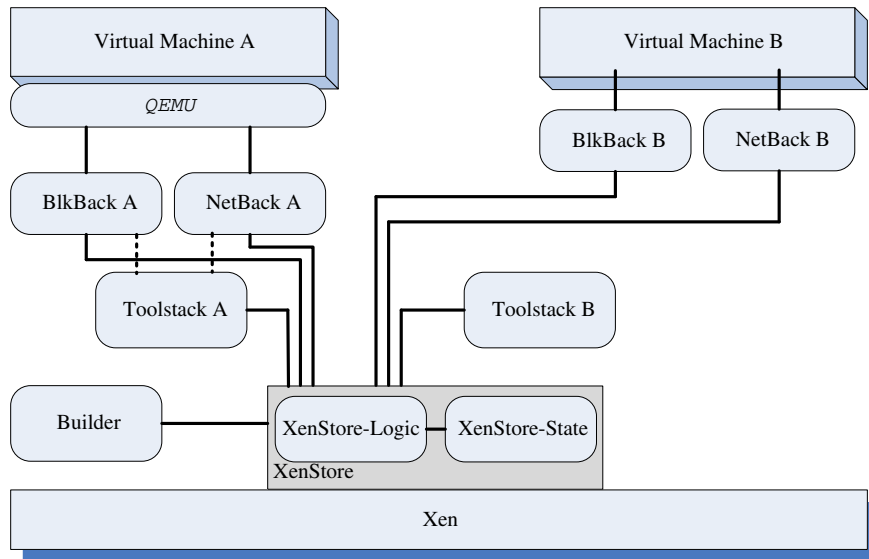 Virtual Machine A
Virtual Machine B
QEMU
BlkBack B
NetBack B
BlkBack A
NetBack A
Toolstack A
Toolstack B
Builder
XenStore-Logic
XenStore-State
XenStore
Xen